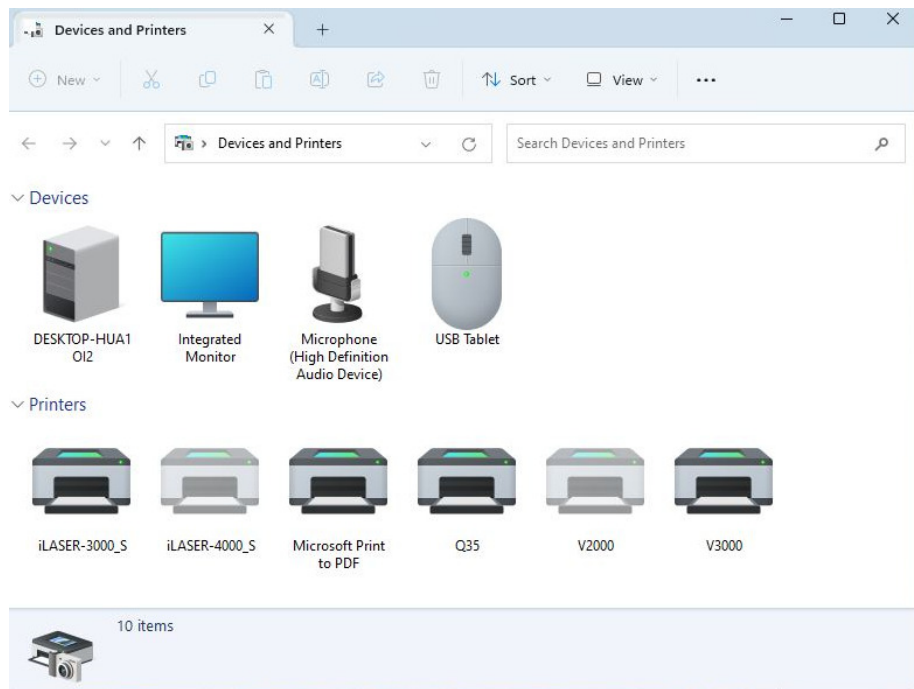 Devices and Printers
New
Sort
View
Devices and Printers
Search Devices and Printers
Devices
DESKTOP-HUA1
OI2
Integrated
Monitor
Microphone
(High Definition
Audio Device)
USB Tablet
Printers
iLASER-3000_S
iLASER-4000_S
Microsoft Print
to PDF
Q35
V2000
V3000
10 items